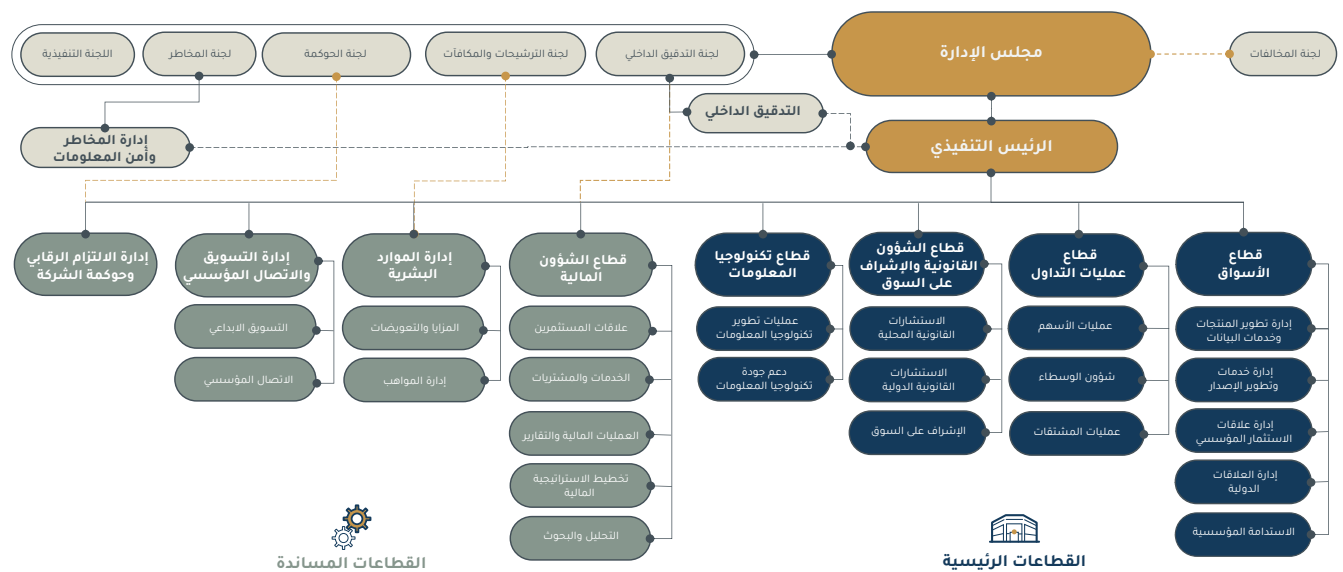 لجنة المخالفات
مجلس الإدارة
لجنة التدقيق الداخلي
لجنة الترشيحات والمكافآت
لجنة الحوكمة
لجنة المخاطر
اللجنة التنفيذية
التدقيق الداخلي
الرئيس التنفيذي
إدارة المخاطر
وأمن المعلومات
قطاع
الأسواق
إدارة تطوير المنتجات
وخدمات البيانات
إدارة خدمات
وتطوير الإصدار
إدارة علاقات
الاستثمار المؤسسي
إدارة العلاقات
الدولية
الاستدامة المؤسسية
قطاع
عمليات التداول
عمليات الأسهم
شؤون الوسطاء
عمليات المشتقات
قطاع الشؤون
القانونية والإشراف
على السوق
الاستشارات
القانونية المحلية
الاستشارات
القانونية الدولية
الإشراف على السوق
قطاع تكنولوجيا
المعلومات
عمليات تطوير
تكنولوجيا المعلومات
دعم جودة
تكنولوجيا المعلومات
قطاع الشؤون
المالية
علاقات المستثمرين
الخدمات والمشتريات
العمليات المالية والتقارير
تخطيط الاستراتيجية
المالية
التحليل والبحوث
إدارة الموارد
البشرية
المزايا والتعويضات
إدارة المواهب
إدارة التسويق
والاتصال المؤسسي
التسويق الابداعي
الاتصال المؤسسي
إدارة الالتزام الرقابي
وحوكمة الشركة
القطاعات الرئيسية
القطاعات المساندة